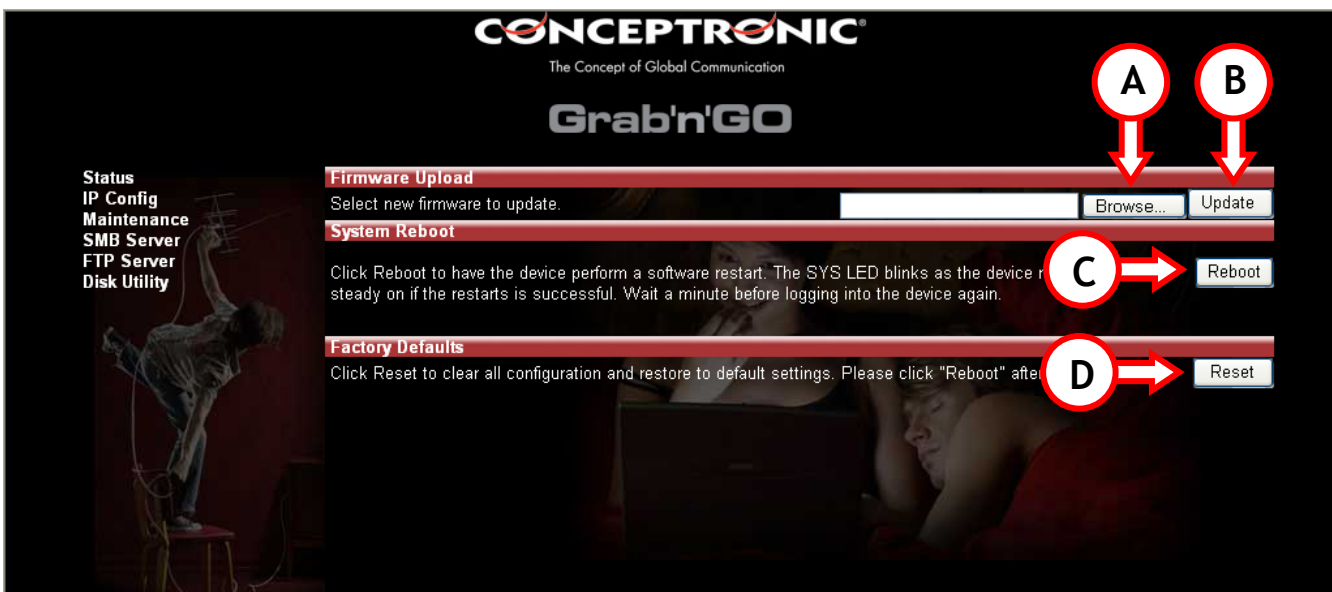 CONCEPTRONIC®
The Concept of Global Communication
Grab'n'GO
A
B
Status
IP Config
Maintenance
SMB Server
FTP Server
Disk Utility
Firmware Upload
Select new firmware to update.
Browse...
Update
System Reboot
Click Reboot to have the device perform a software restart. The SYS LED blinks as the device
C
Reboot
steady on if the restarts is successful. Wait a minute before logging into the device again.
Factory Defaults
Click Reset to clear all configuration and restore to default settings. Please click "Reboot"
D
Reset